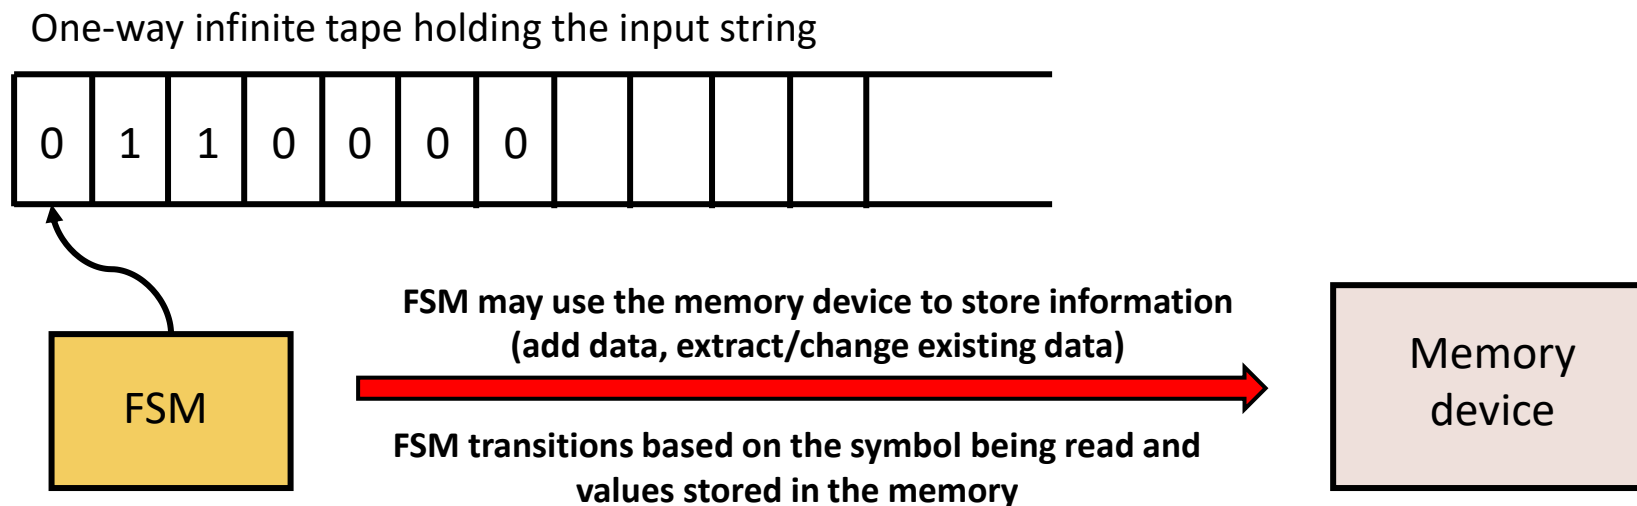 One-way infinite tape holding the input string
0 1 1 0 0 0 0
FSM may use the memory device to store information
(add data, extract/change existing data)
FSM
Memory
device
FSM transitions based on the symbol being read and
values stored in the memory